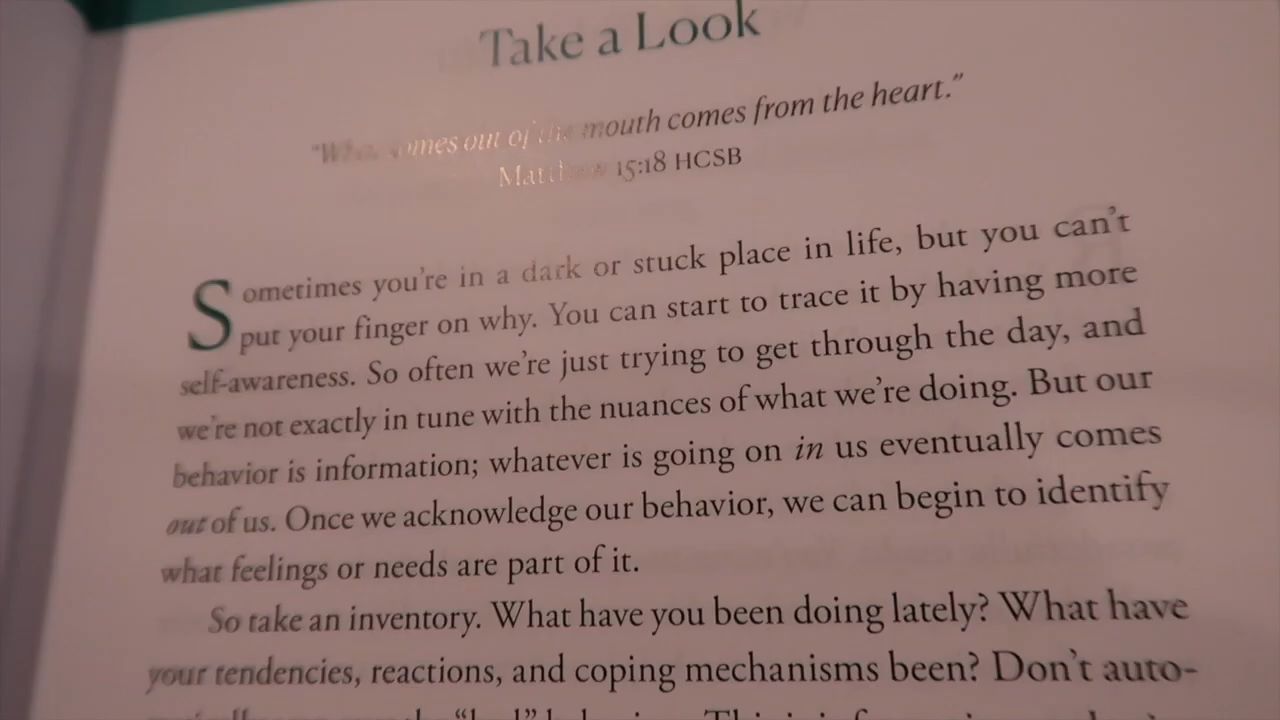 Take a Look
"What comes out of the mouth comes from the heart."
Matthew 15:18 HCSB
Sometimes you're in a dark or stuck place in life, but you can't
put your finger on why. You can start to trace it by having more
self-awareness. So often we're just trying to get through the day, and
we're not exactly in tune with the nuances of what we're doing. But our
behavior is information; whatever is going on in us eventually comes
out of us. Once we acknowledge our behavior, we can begin to identify
what feelings or needs are part of it.
So take an inventory. What have you been doing lately? What have
your tendencies, reactions, and coping mechanisms been? Don't auto-